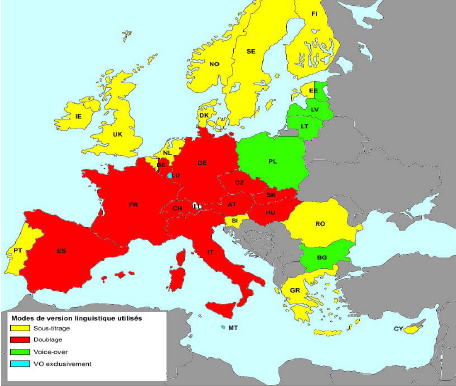 FI
NO
SE
EE
LV
LT
DK
IE
UK
NL
BE
LU
DE
PL
CZ
SK
FR
CH
AT
HU
RO
BI
IT
PT
ES
BG
GR
MT
CY
Modes de version linguistique utilisés
Sous-titrage
Doublage
Voice-over
VO exclusivement